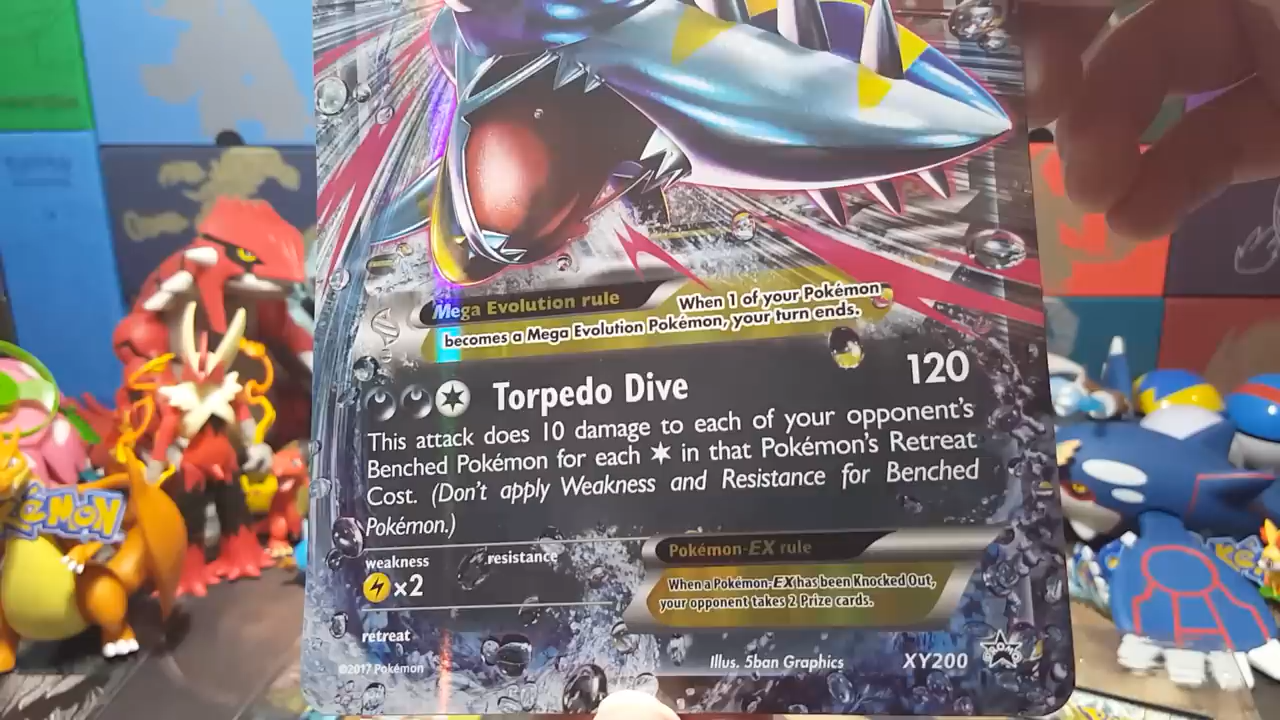 Mega Evolution rule
When 1 of your Pokémon
becomes a Mega Evolution Pokémon, your turn ends.
Torpedo Dive 120
This attack does 10 damage to each of your opponent's
Benched Pokémon for each ✶ in that Pokémon's Retreat
Cost. (Don't apply Weakness and Resistance for Benched
Pokémon.)
weakness resistance
×2
Pokémon-EX rule
When a Pokémon-EX has been Knocked Out,
your opponent takes 2 Prize cards.
retreat
©2017 Pokémon
Illus. 5ban Graphics
XY200
PROMO
POKéMON